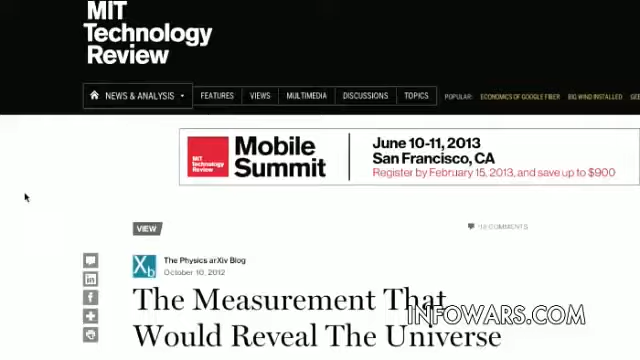 MIT
Technology
Review
NEWS & ANALYSIS
FEATURES
VIEWS
MULTIMEDIA
DISCUSSIONS
TOPICS
POPULAR:
ECONOMICS OF GOOGLE FIBER
BIG WIND INSTALLED
MIT
Technology
Review
Mobile
Summit
June 10-11, 2013
San Francisco, CA
Register by February 15, 2013, and save up to $900
VIEW
COMMENTS
Xb
The Physics arXiv Blog
October 10, 2012
The Measurement That
Would Reveal The Universe
INFOWARS.COM